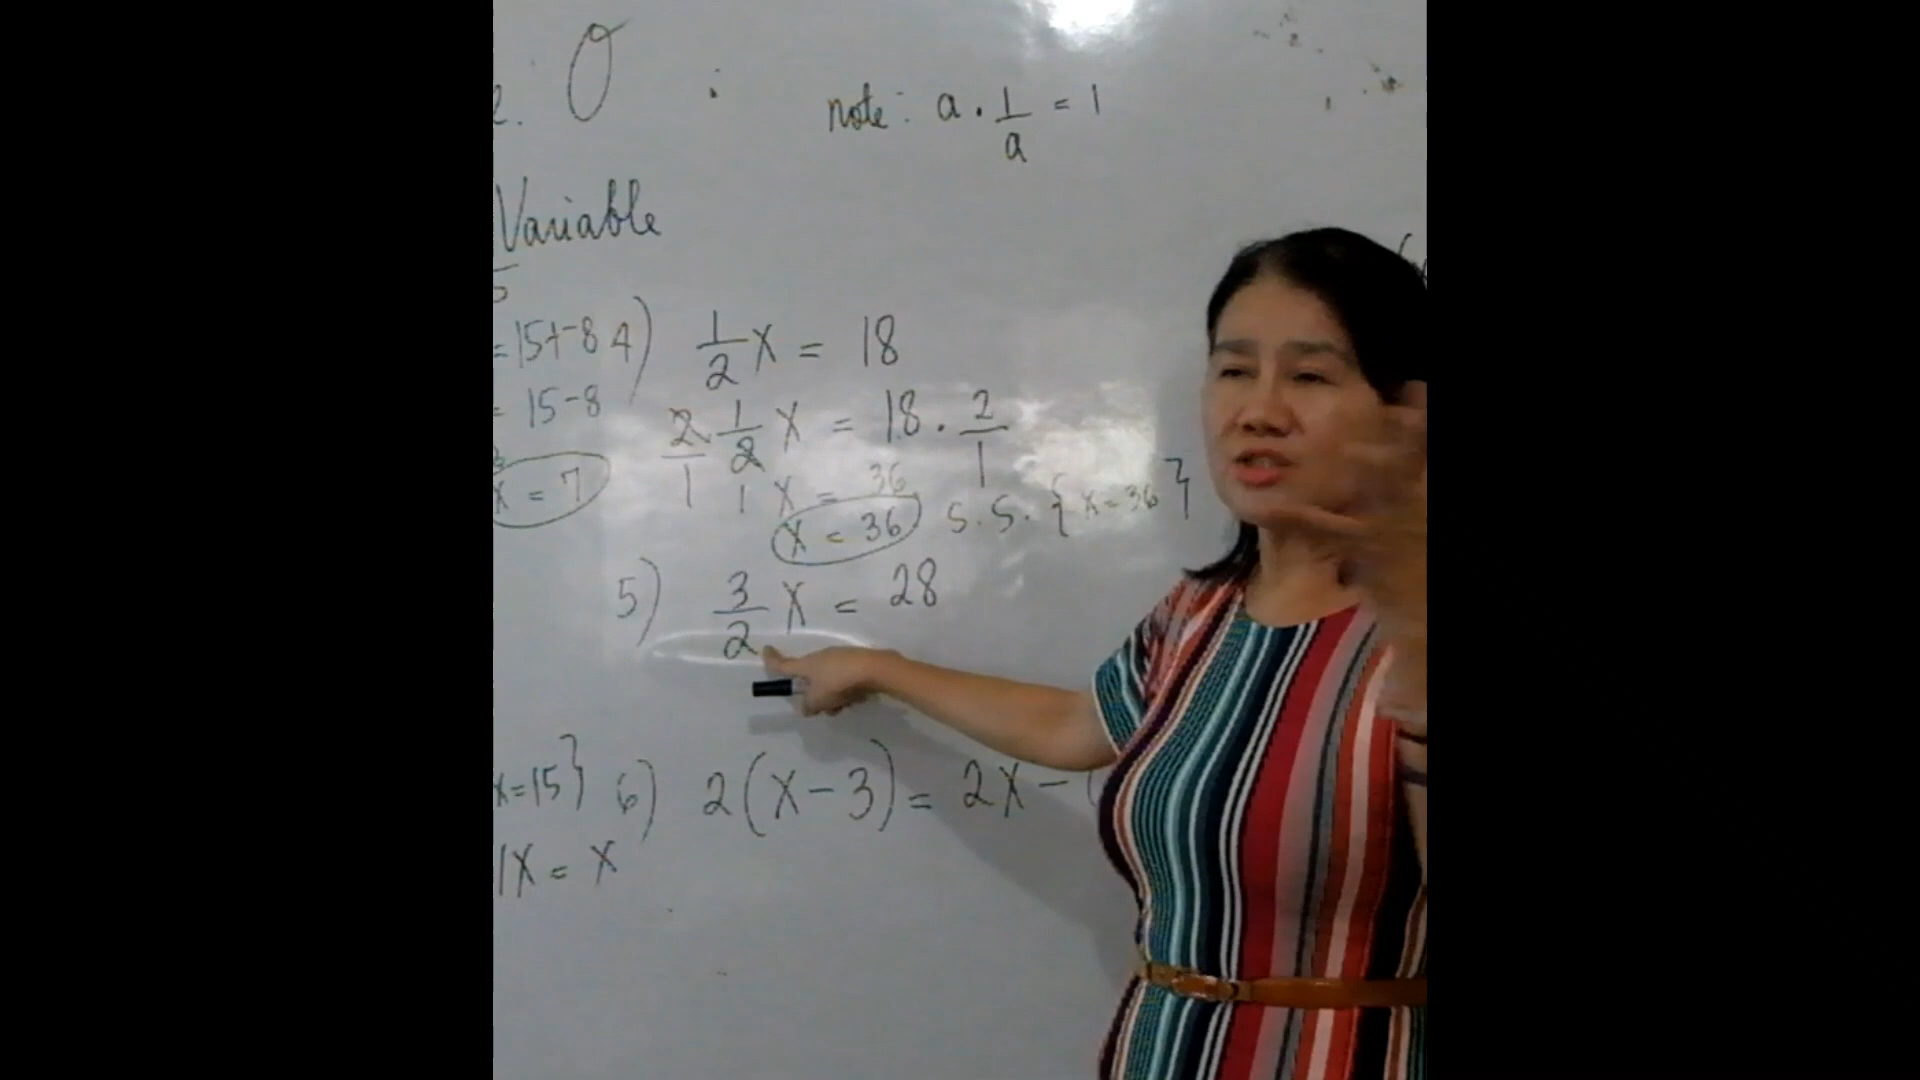 0
note: a · 1/a = 1
Variable
= 15 + -8
= 15 - 8
x = 7
4) 1/2 x = 18
2/1 1/2 x = 18 · 2/1
1 x = 36
x = 36 S.S. { x = 36 }
5) 3/2 x = 28
x = 15 }
6) 2(x - 3) = 2x -
1x = x